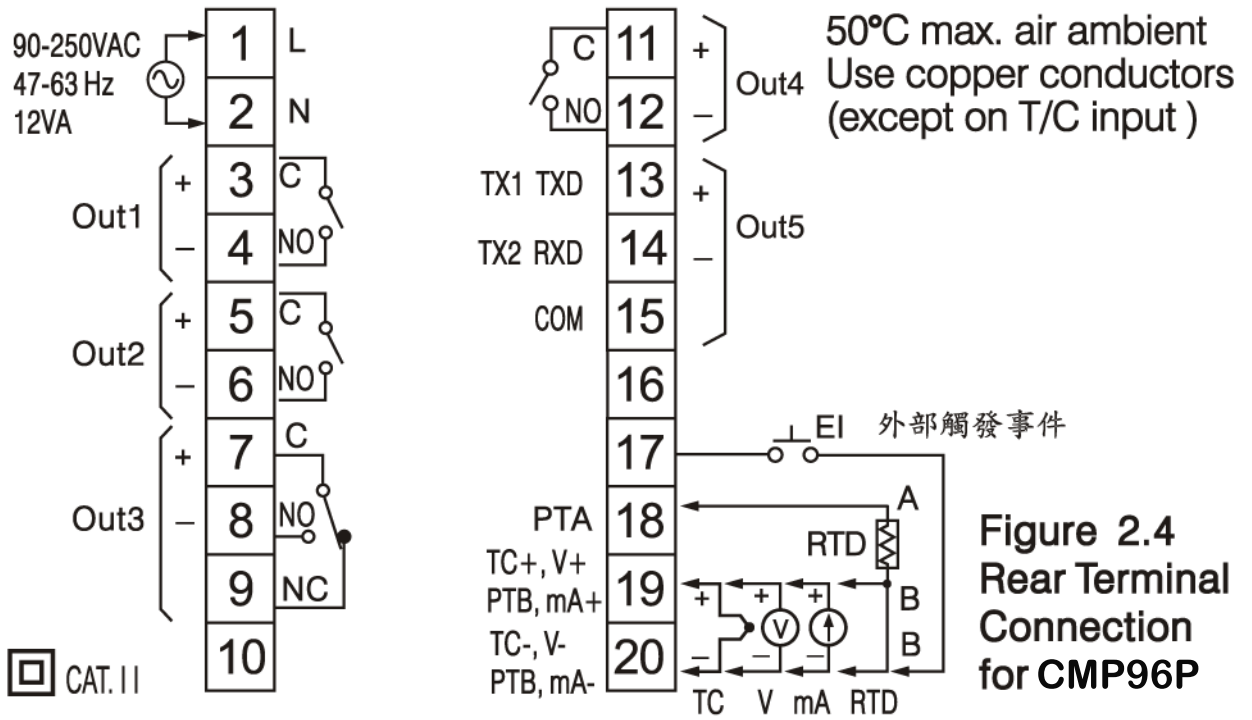 90-250VAC
47-63 Hz
12VA
1 L
2 N
Out1
+ 3 C
– 4 NO
Out2
+ 5 C
– 6 NO
Out3
+ 7 C
– 8 NO
9 NC
10
CAT. II
C 11 +
Out4
NO 12 –
TX1 TXD 13 +
Out5
TX2 RXD 14 –
COM 15
16
17 EI 外部觸發事件
PTA 18 A
RTD
TC+, V+
PTB, mA+ 19 + + + B
V
TC-, V-
PTB, mA- 20 – – – B
TC V mA RTD
50°C max. air ambient
Use copper conductors
(except on T/C input )
Figure 2.4
Rear Terminal
Connection
for CMP96P